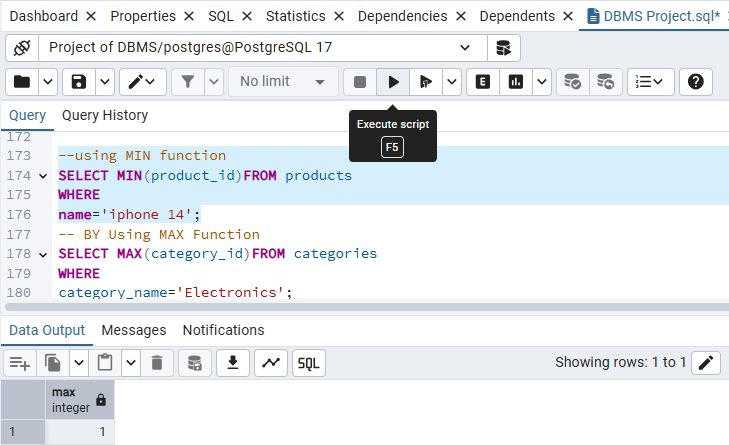 Dashboard × Properties × SQL × Statistics × Dependencies × Dependents × DBMS Project.sql* ×
Project of DBMS/postgres@PostgreSQL 17
No limit
E
Query Query History
Execute script
F5
172
173 --using MIN function
174 SELECT MIN(product_id)FROM products
175 WHERE
176 name='iphone 14';
177 -- BY Using MAX Function
178 SELECT MAX(category_id)FROM categories
179 WHERE
180 category_name='Electronics';
Data Output Messages Notifications
SQL
Showing rows: 1 to 1
max
integer
1 1